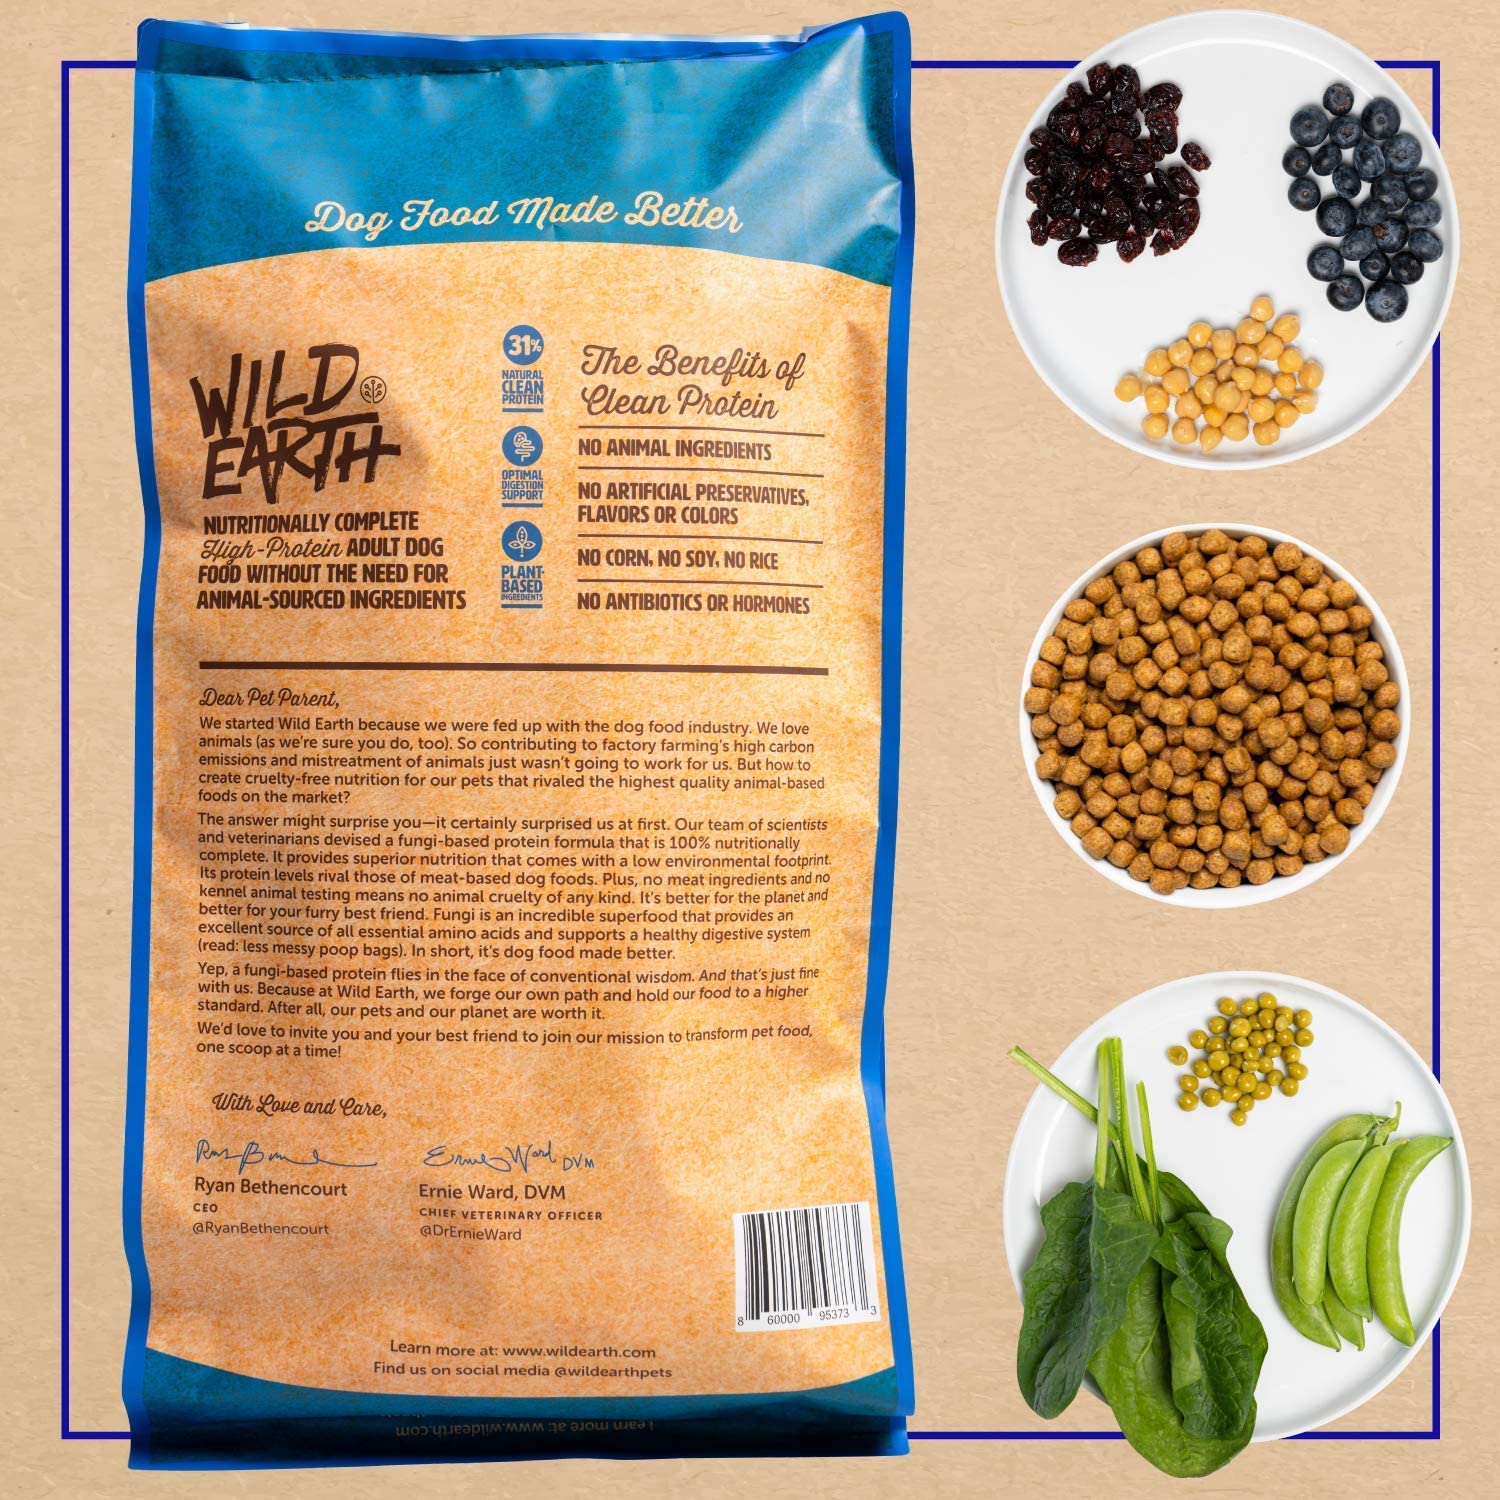 Dog Food Made Better
WILD
EARTH
NUTRITIONALLY COMPLETE
High-Protein ADULT DOG
FOOD WITHOUT THE NEED FOR
ANIMAL-SOURCED INGREDIENTS
31%
NATURAL
CLEAN
PROTEIN
OPTIMAL
DIGESTION
SUPPORT
PLANT-
BASED
INGREDIENTS
The Benefits of
Clean Protein
NO ANIMAL INGREDIENTS
NO ARTIFICIAL PRESERVATIVES,
FLAVORS OR COLORS
NO CORN, NO SOY, NO RICE
NO ANTIBIOTICS OR HORMONES
Dear Pet Parent,
We started Wild Earth because we were fed up with the dog food industry. We love
animals (as we're sure you do, too). So contributing to factory farming's high carbon
emissions and mistreatment of animals just wasn't going to work for us. But how to
create cruelty-free nutrition for our pets that rivaled the highest quality animal-based
foods on the market?
The answer might surprise you—it certainly surprised us at first. Our team of scientists
and veterinarians devised a fungi-based protein formula that is 100% nutritionally
complete. It provides superior nutrition that comes with a low environmental footprint.
Its protein levels rival those of meat-based dog foods. Plus, no meat ingredients and no
kennel animal testing means no animal cruelty of any kind. It's better for the planet and
better for your furry best friend. Fungi is an incredible superfood that provides an
excellent source of all essential amino acids and supports a healthy digestive system
(read: less messy poop bags). In short, it's dog food made better.
Yep, a fungi-based protein flies in the face of conventional wisdom. And that's just fine
with us. Because at Wild Earth, we forge our own path and hold our food to a higher
standard. After all, our pets and our planet are worth it.
We'd love to invite you and your best friend to join our mission to transform pet food,
one scoop at a time!
With Love and Care,
Ernie Ward DVM
Ryan Bethencourt
CEO
@RyanBethencourt
Ernie Ward, DVM
CHIEF VETERINARY OFFICER
@DrErnieWard
8 60000 95373 3
Learn more at: www.wildearth.com
Find us on social media @wildearthpets
Learn more at: www.wildearth.com